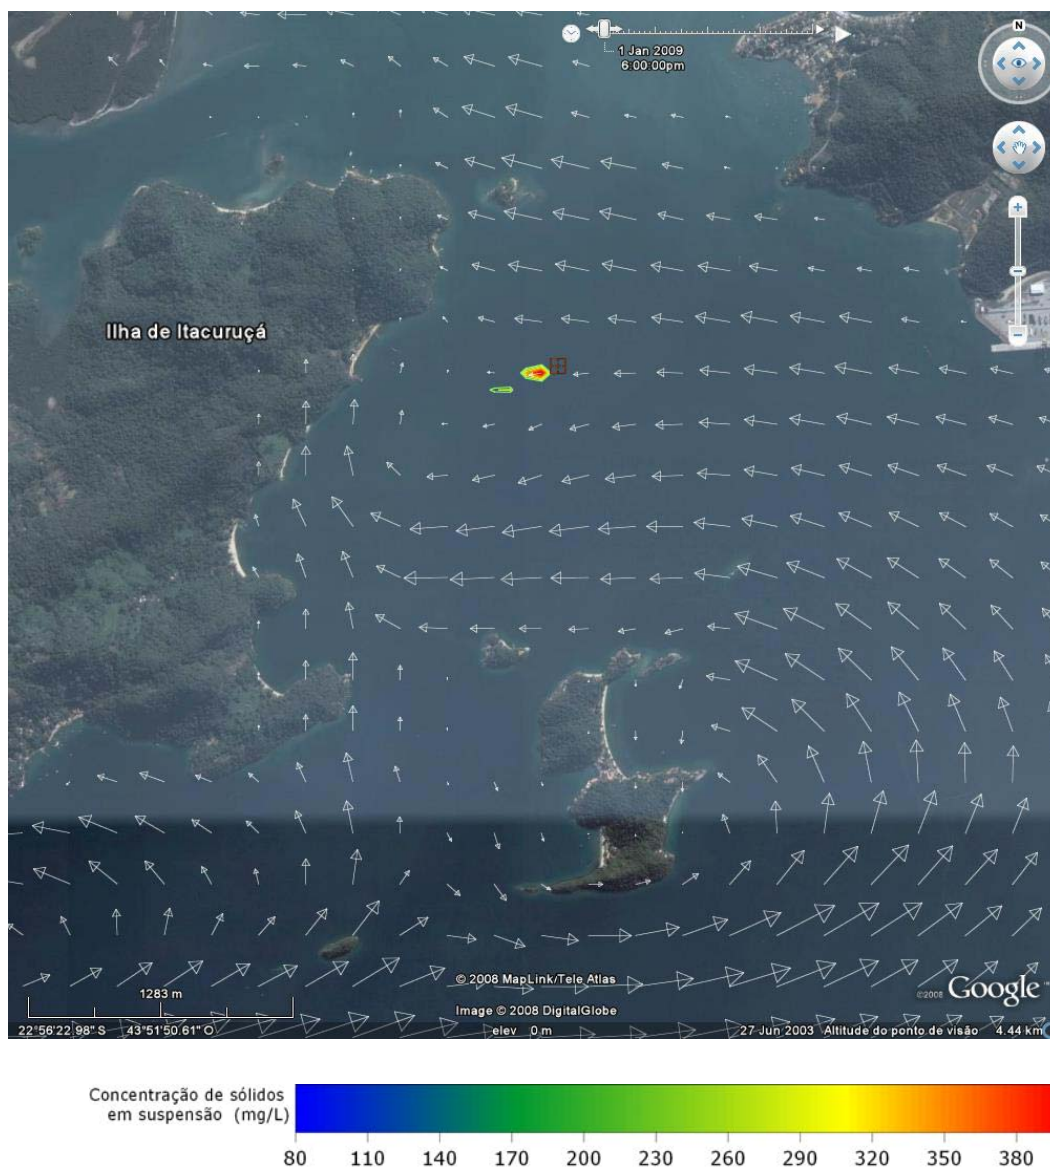 N
1 Jan 2009
6:00:00pm
Ilha de Itacuruçá
© 2008 MapLink/Tele Atlas
©2008 Google
1283 m
Image © 2008 DigitalGlobe
22°56'22.98" S 43°51'50.61" O
elev 0 m
27 Jun 2003 Altitude do ponto de visão 4.44 km
Concentração de sólidos
em suspensão (mg/L)
80 110 140 170 200 230 260 290 320 350 380